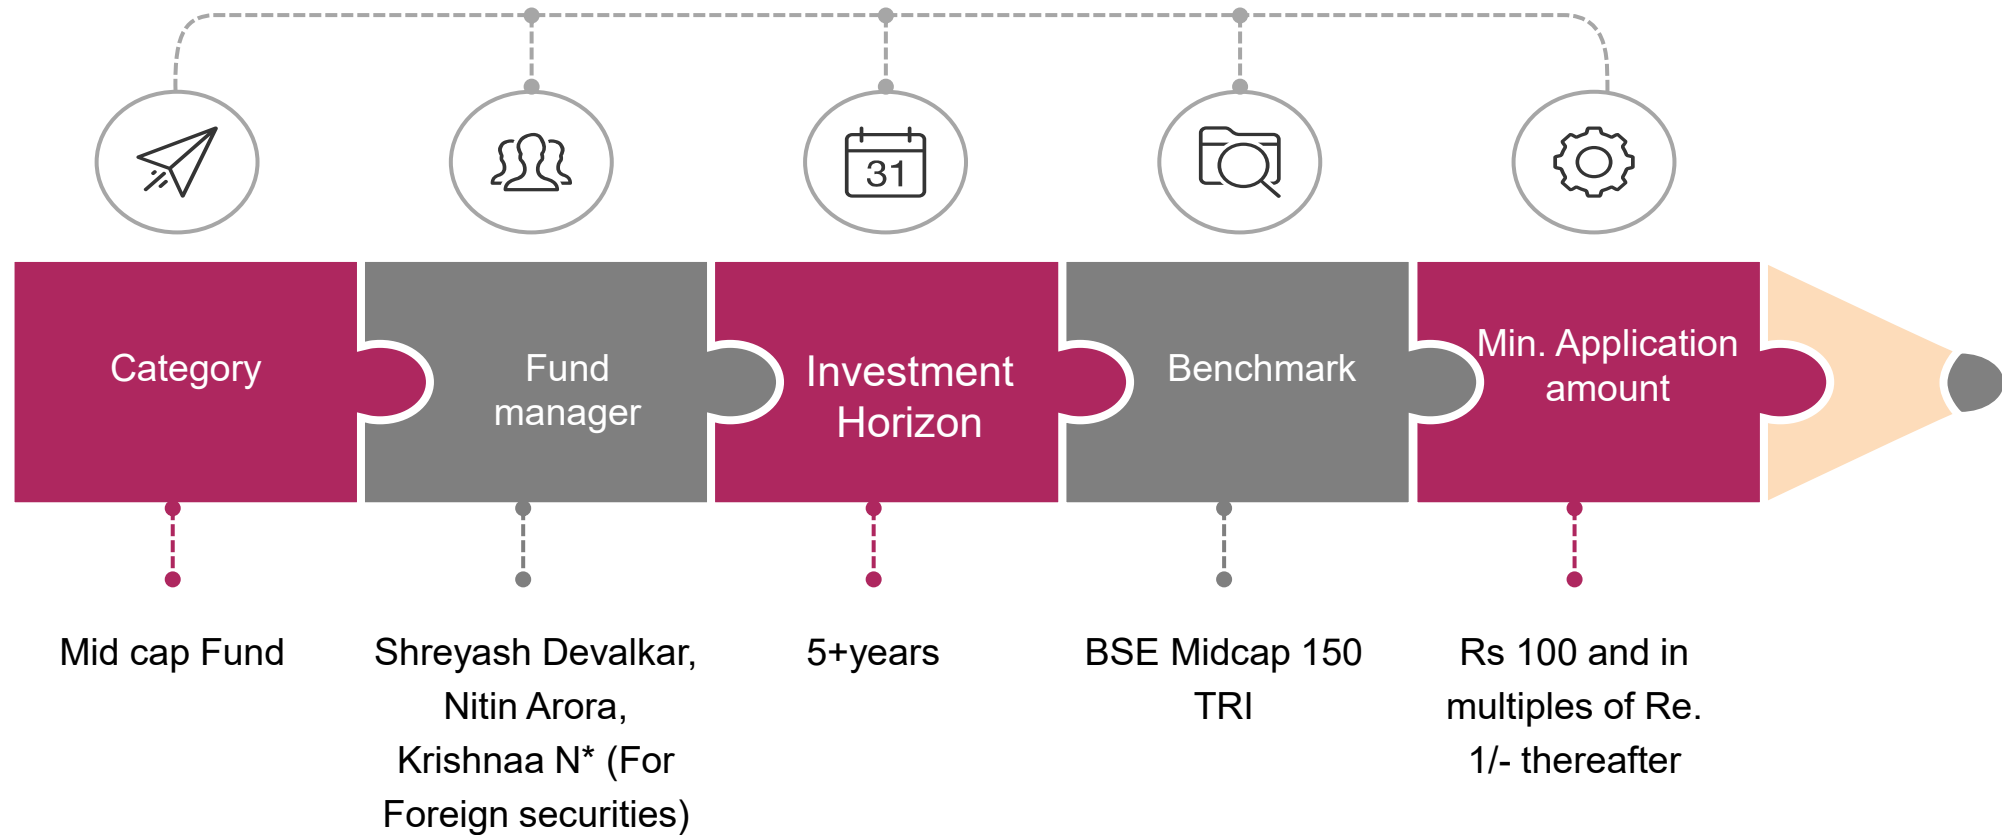 31
Category
Fund
manager
Investment
Horizon
Benchmark
Min. Application
amount
Mid cap Fund
Shreyash Devalkar,
Nitin Arora,
Krishnaa N* (For
Foreign securities)
5+years
BSE Midcap 150
TRI
Rs 100 and in
multiples of Re.
1/- thereafter